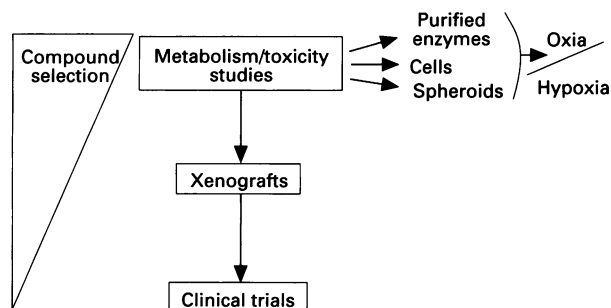 Compound
selection
Metabolism/toxicity
studies
Purified
enzymes
Cells
Spheroids
Oxia
Hypoxia
Xenografts
Clinical trials